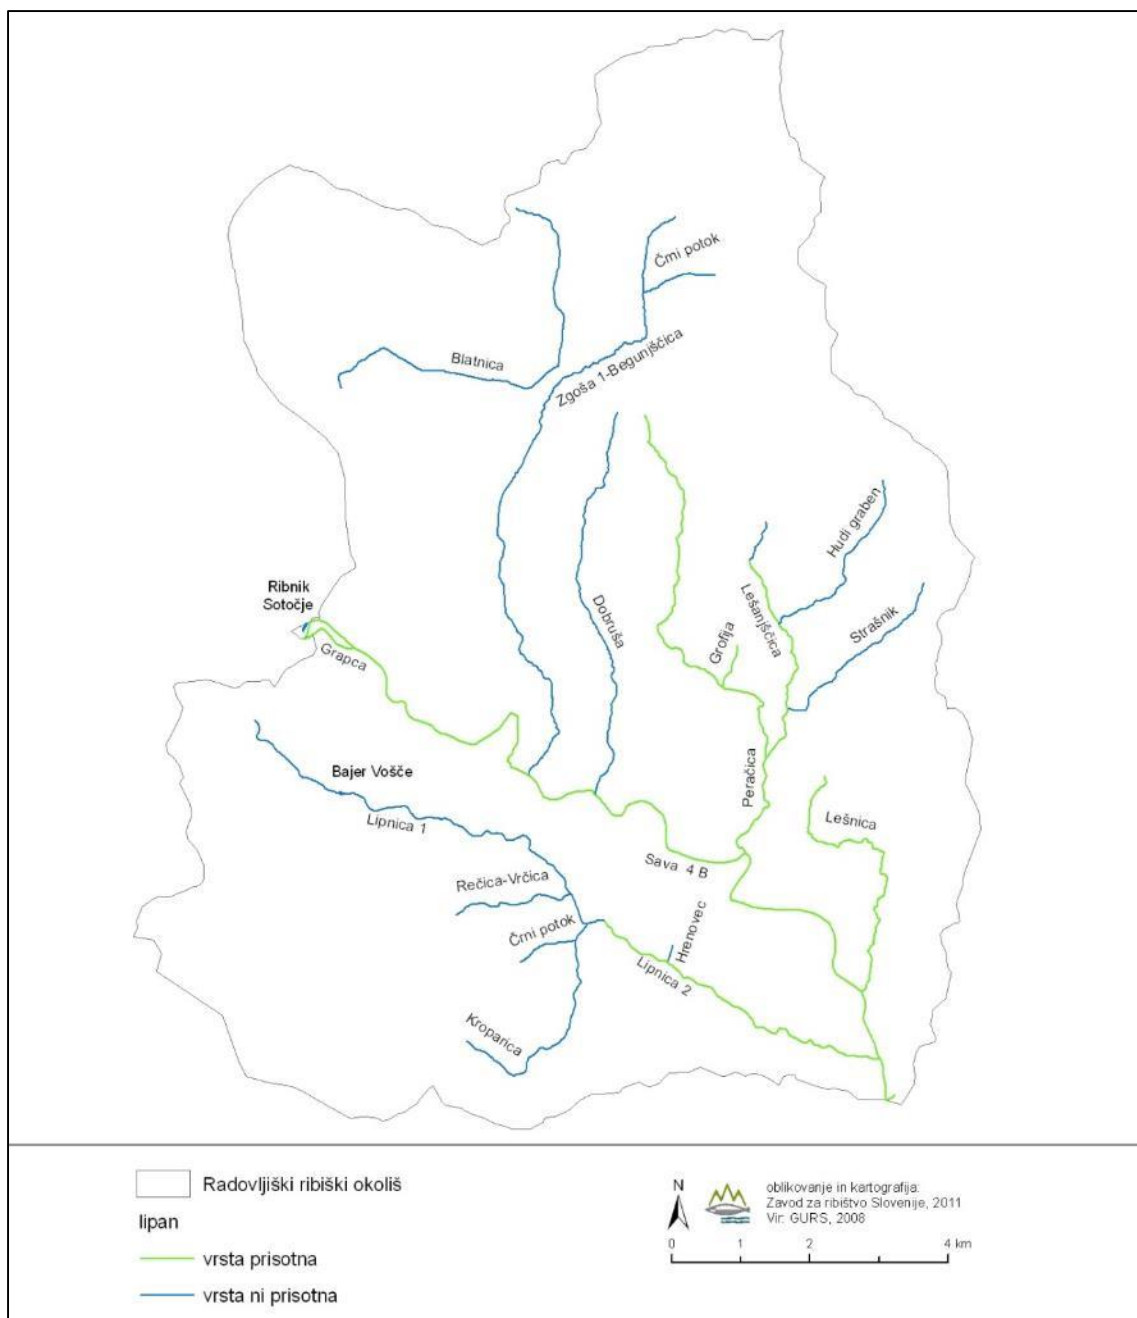 Črni potok
Blatnica
Zgoša 1-Begunjščica
Hudi graben
Ribnik
Sotočje
Dobruša
Lešanjščica
Strašnik
Grofija
Grapca
Bajer Vošče
Peračica
Lipnica 1
Lešnica
Sava 4 B
Rečica-Vrčica
Črni potok
Hrenovec
Lipnica 2
Kroparica
Radovljiški ribiški okoliš
lipan
vrsta prisotna
vrsta ni prisotna
N
oblikovanje in kartografija:
Zavod za ribištvo Slovenije, 2011
Vir: GURS, 2008
0 1 2 4 km